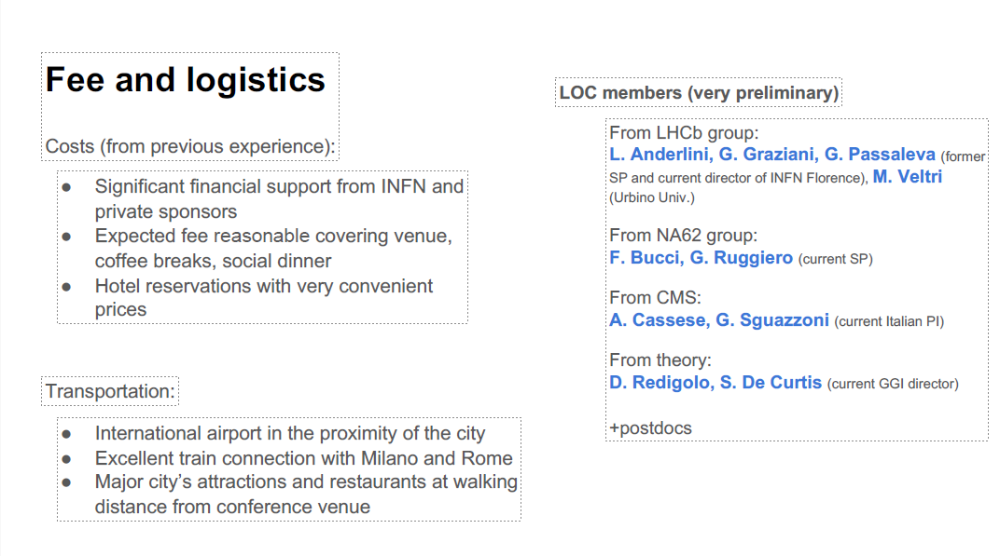 Fee and logistics
Costs (from previous experience):
● Significant financial support from INFN and
private sponsors
● Expected fee reasonable covering venue,
coffee breaks, social dinner
● Hotel reservations with very convenient
prices
Transportation:
● International airport in the proximity of the city
● Excellent train connection with Milano and Rome
● Major city’s attractions and restaurants at walking
distance from conference venue
LOC members (very preliminary)
From LHCb group:
L. Anderlini, G. Graziani, G. Passaleva (former
SP and current director of INFN Florence), M. Veltri
(Urbino Univ.)
From NA62 group:
F. Bucci, G. Ruggiero (current SP)
From CMS:
A. Cassese, G. Sguazzoni (current Italian PI)
From theory:
D. Redigolo, S. De Curtis (current GGI director)
+postdocs